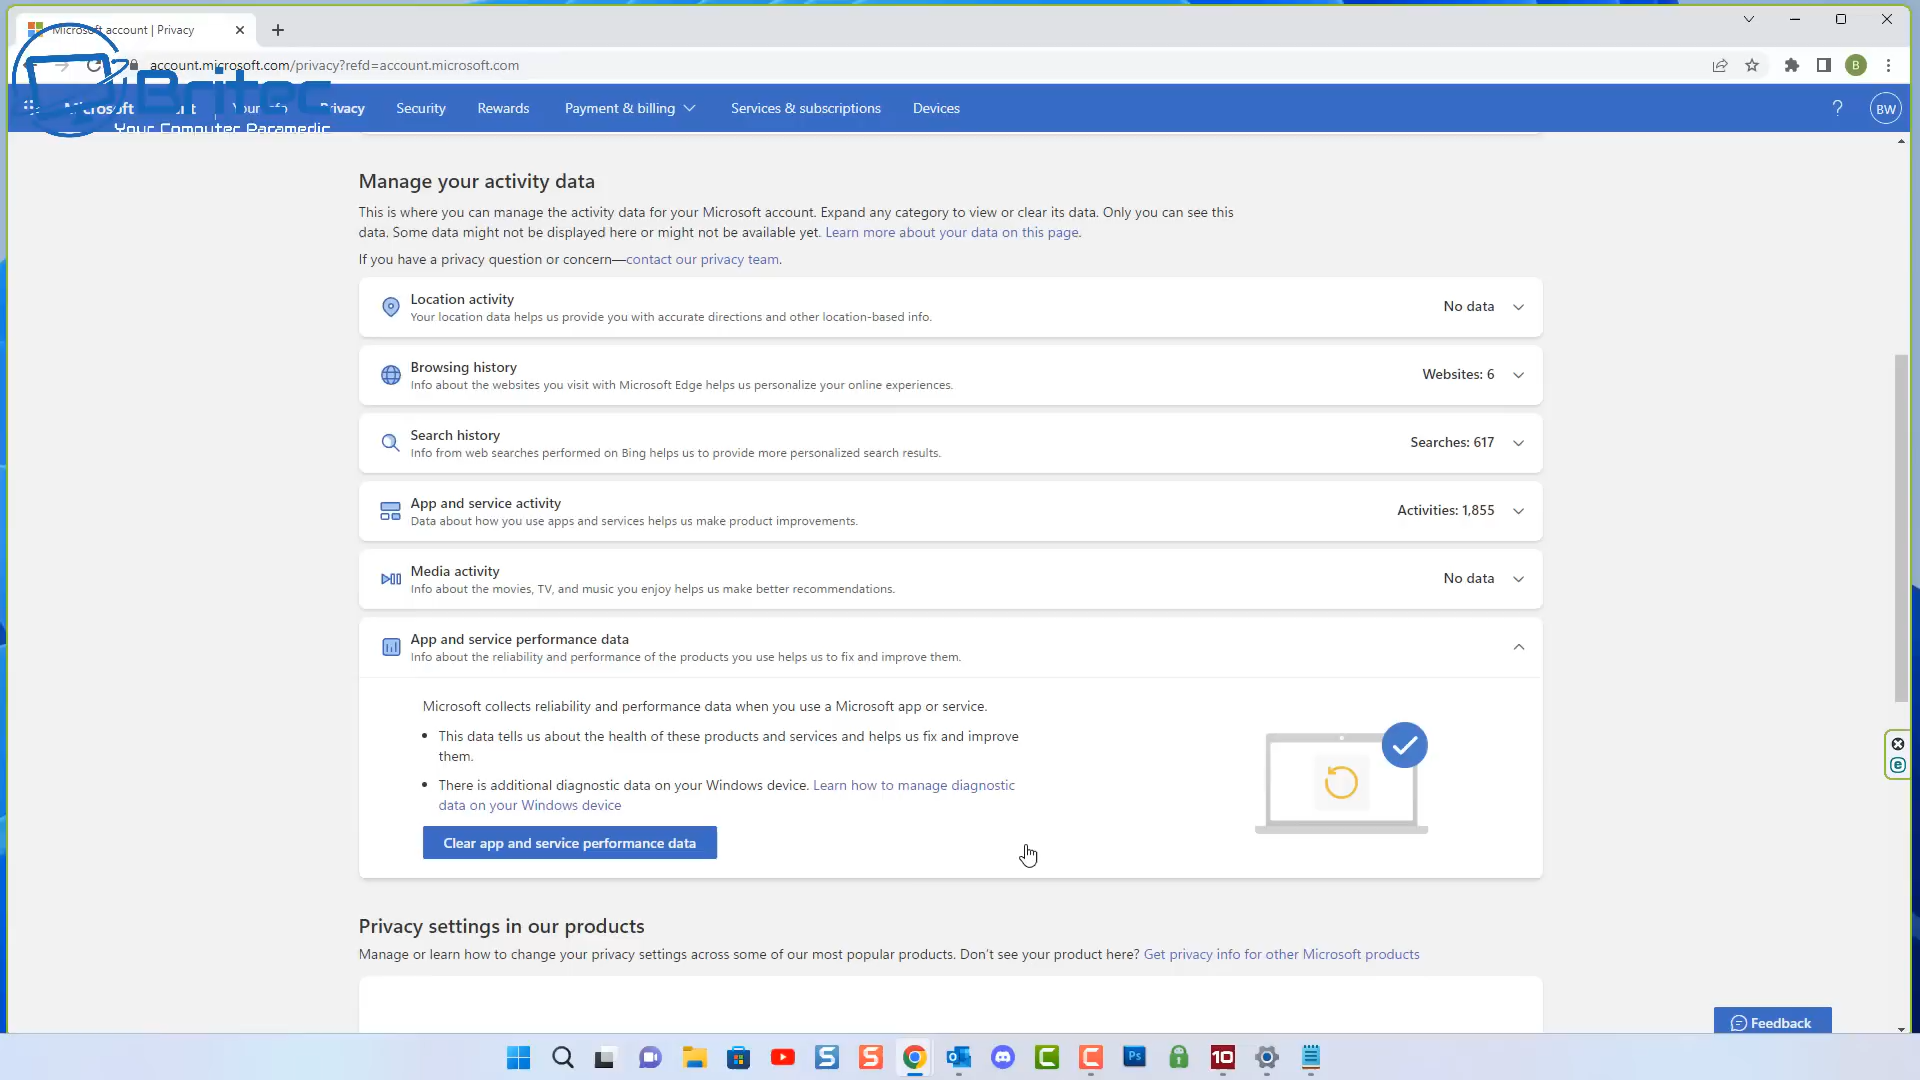 Microsoft account | Privacy
account.microsoft.com/privacy?refd=account.microsoft.com
B
Britec
Your Computer Paramedic
Microsoft
Your info
Privacy
Security
Rewards
Payment & billing
Services & subscriptions
Devices
?
BW
Manage your activity data
This is where you can manage the activity data for your Microsoft account. Expand any category to view or clear its data. Only you can see this
data. Some data might not be displayed here or might not be available yet. Learn more about your data on this page.
If you have a privacy question or concern—contact our privacy team.
Location activity
Your location data helps us provide you with accurate directions and other location-based info.
No data
Browsing history
Info about the websites you visit with Microsoft Edge helps us personalize your online experiences.
Websites: 6
Search history
Info from web searches performed on Bing helps us to provide more personalized search results.
Searches: 617
App and service activity
Data about how you use apps and services helps us make product improvements.
Activities: 1,855
Media activity
Info about the movies, TV, and music you enjoy helps us make better recommendations.
No data
App and service performance data
Info about the reliability and performance of the products you use helps us to fix and improve them.
Microsoft collects reliability and performance data when you use a Microsoft app or service.
• This data tells us about the health of these products and services and helps us fix and improve
them.
• There is additional diagnostic data on your Windows device. Learn how to manage diagnostic
data on your Windows device
Clear app and service performance data
Privacy settings in our products
Manage or learn how to change your privacy settings across some of our most popular products. Don't see your product here? Get privacy info for other Microsoft products
Feedback
S
S
C
C
Ps
10